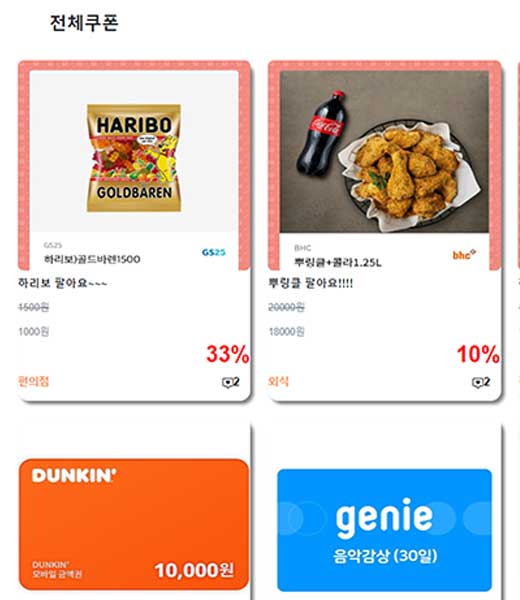 전체쿠폰
HARIBO
GOLDBÄREN
GS25
하리보)골드바렌1500
GS25
하리보 팔아요~~~
1500원
1000원
33%
편의점
2
Coca-Cola
BHC
뿌링클+콜라1.25L
bhc
뿌링클 팔아요!!!!
20000원
18000원
10%
외식
2
DUNKIN'
DUNKIN'
모바일 금액권
10,000원
genie
음악감상 (30일)